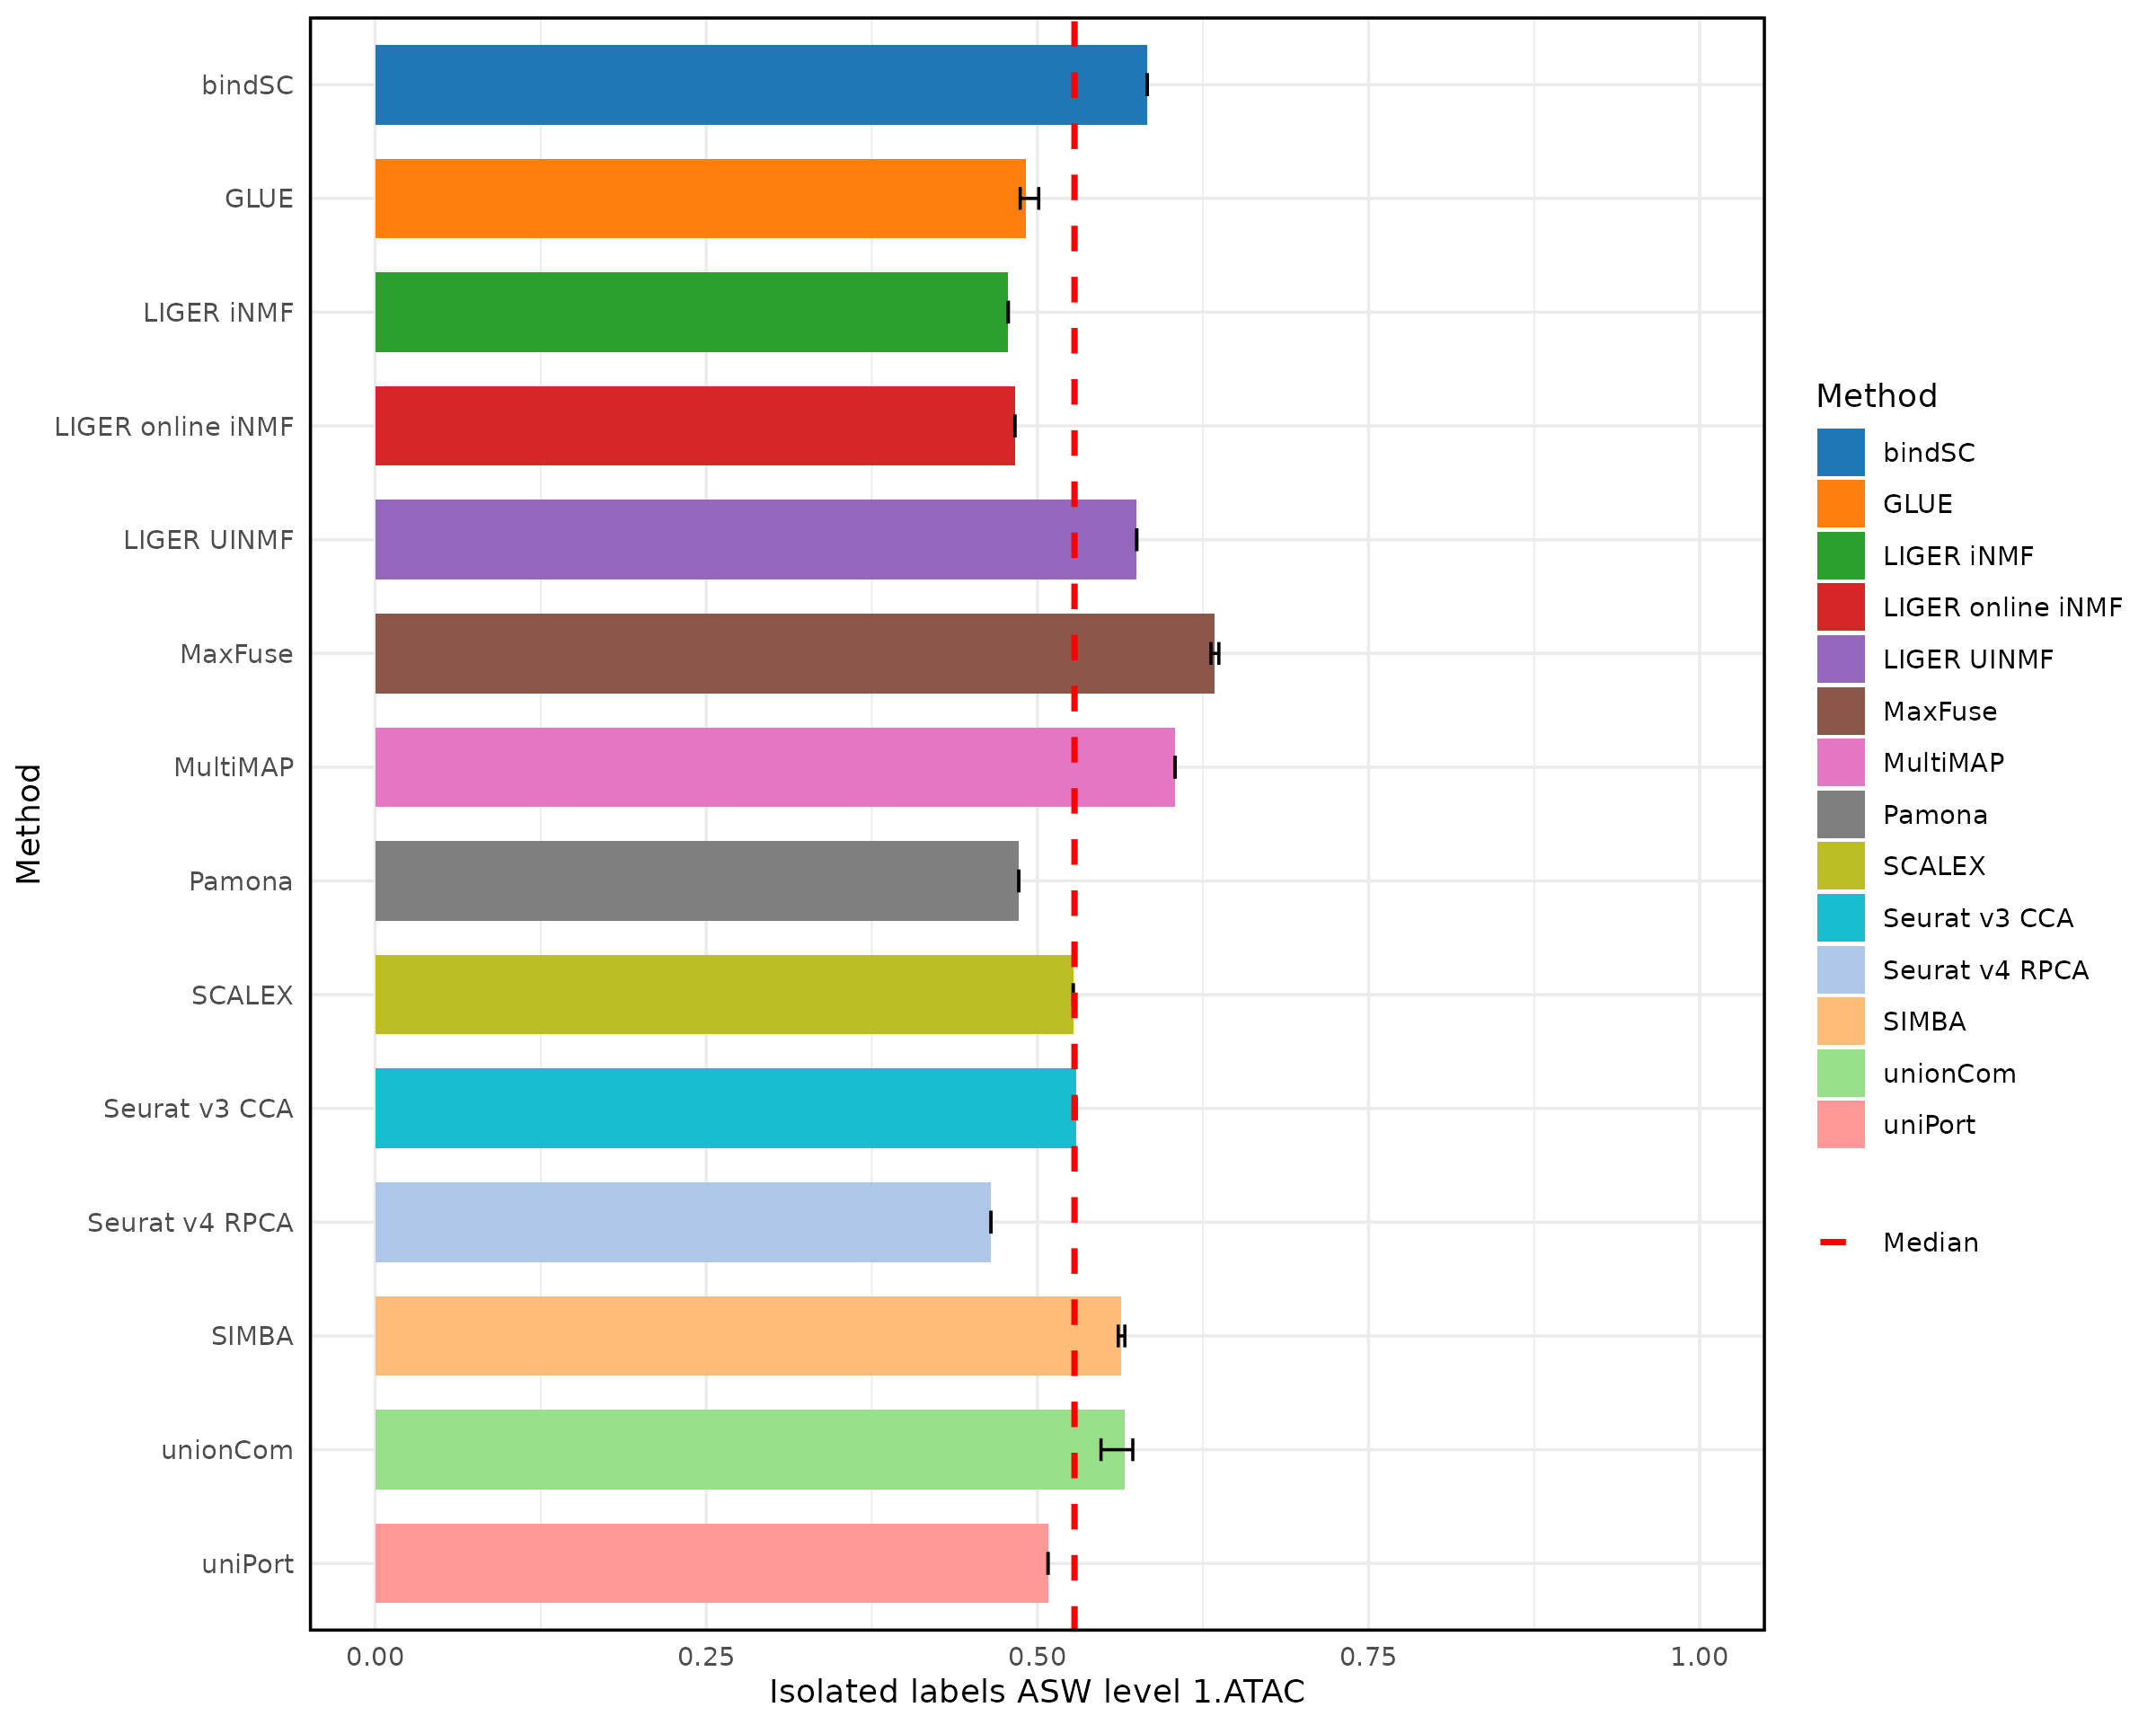 bindSC
GLUE
LIGER iNMF
LIGER online iNMF
LIGER UINMF
MaxFuse
MultiMAP
Pamona
SCALEX
Seurat v3 CCA
Seurat v4 RPCA
SIMBA
unionCom
uniPort
Method
0.00 0.25 0.50 0.75 1.00
Isolated labels ASW level 1.ATAC
Method
bindSC
GLUE
LIGER iNMF
LIGER online iNMF
LIGER UINMF
MaxFuse
MultiMAP
Pamona
SCALEX
Seurat v3 CCA
Seurat v4 RPCA
SIMBA
unionCom
uniPort
Median